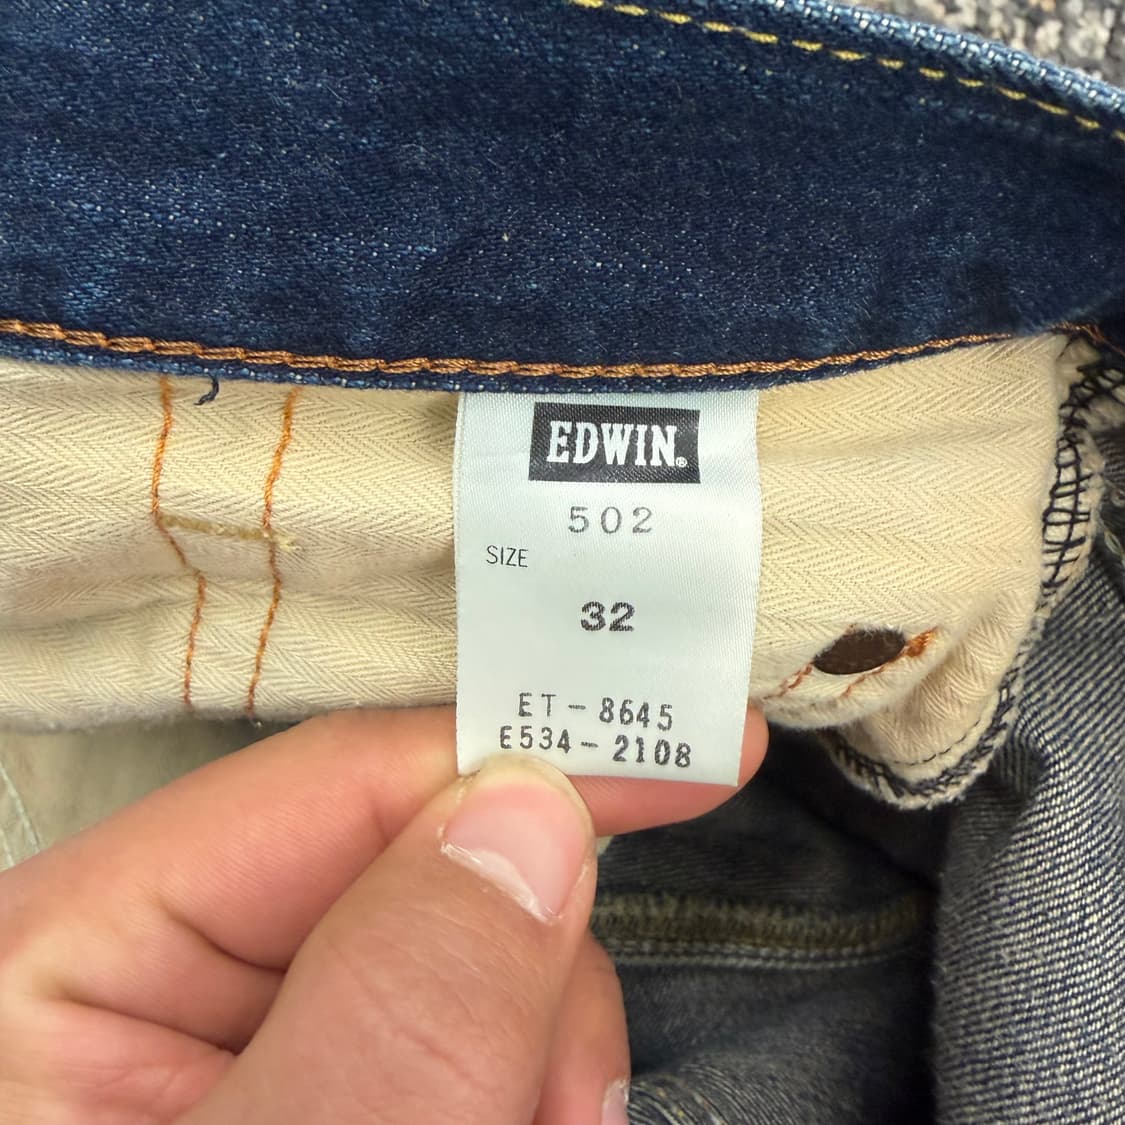 EDWIN®
502
SIZE
32
ET-8645
E534-2108